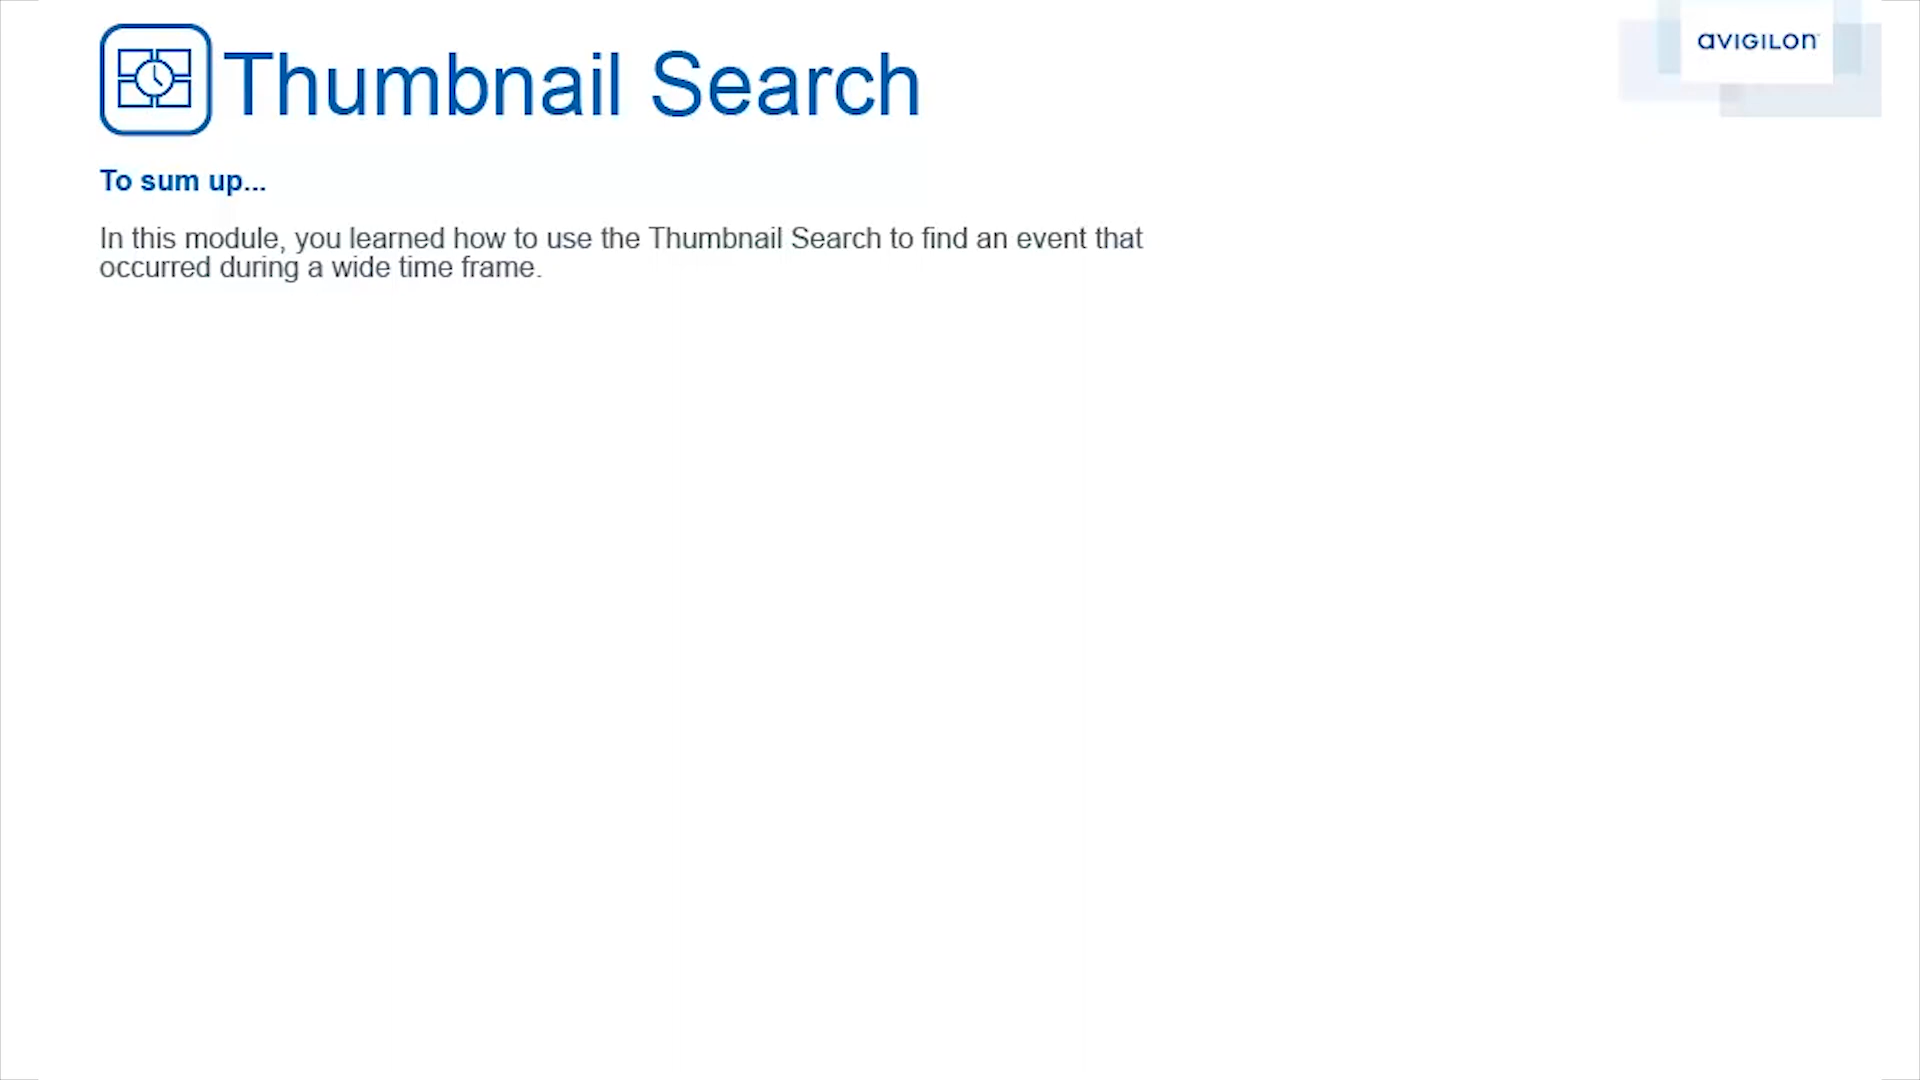 Thumbnail Search
AVIGILON
To sum up...
In this module, you learned how to use the Thumbnail Search to find an event that
occurred during a wide time frame.